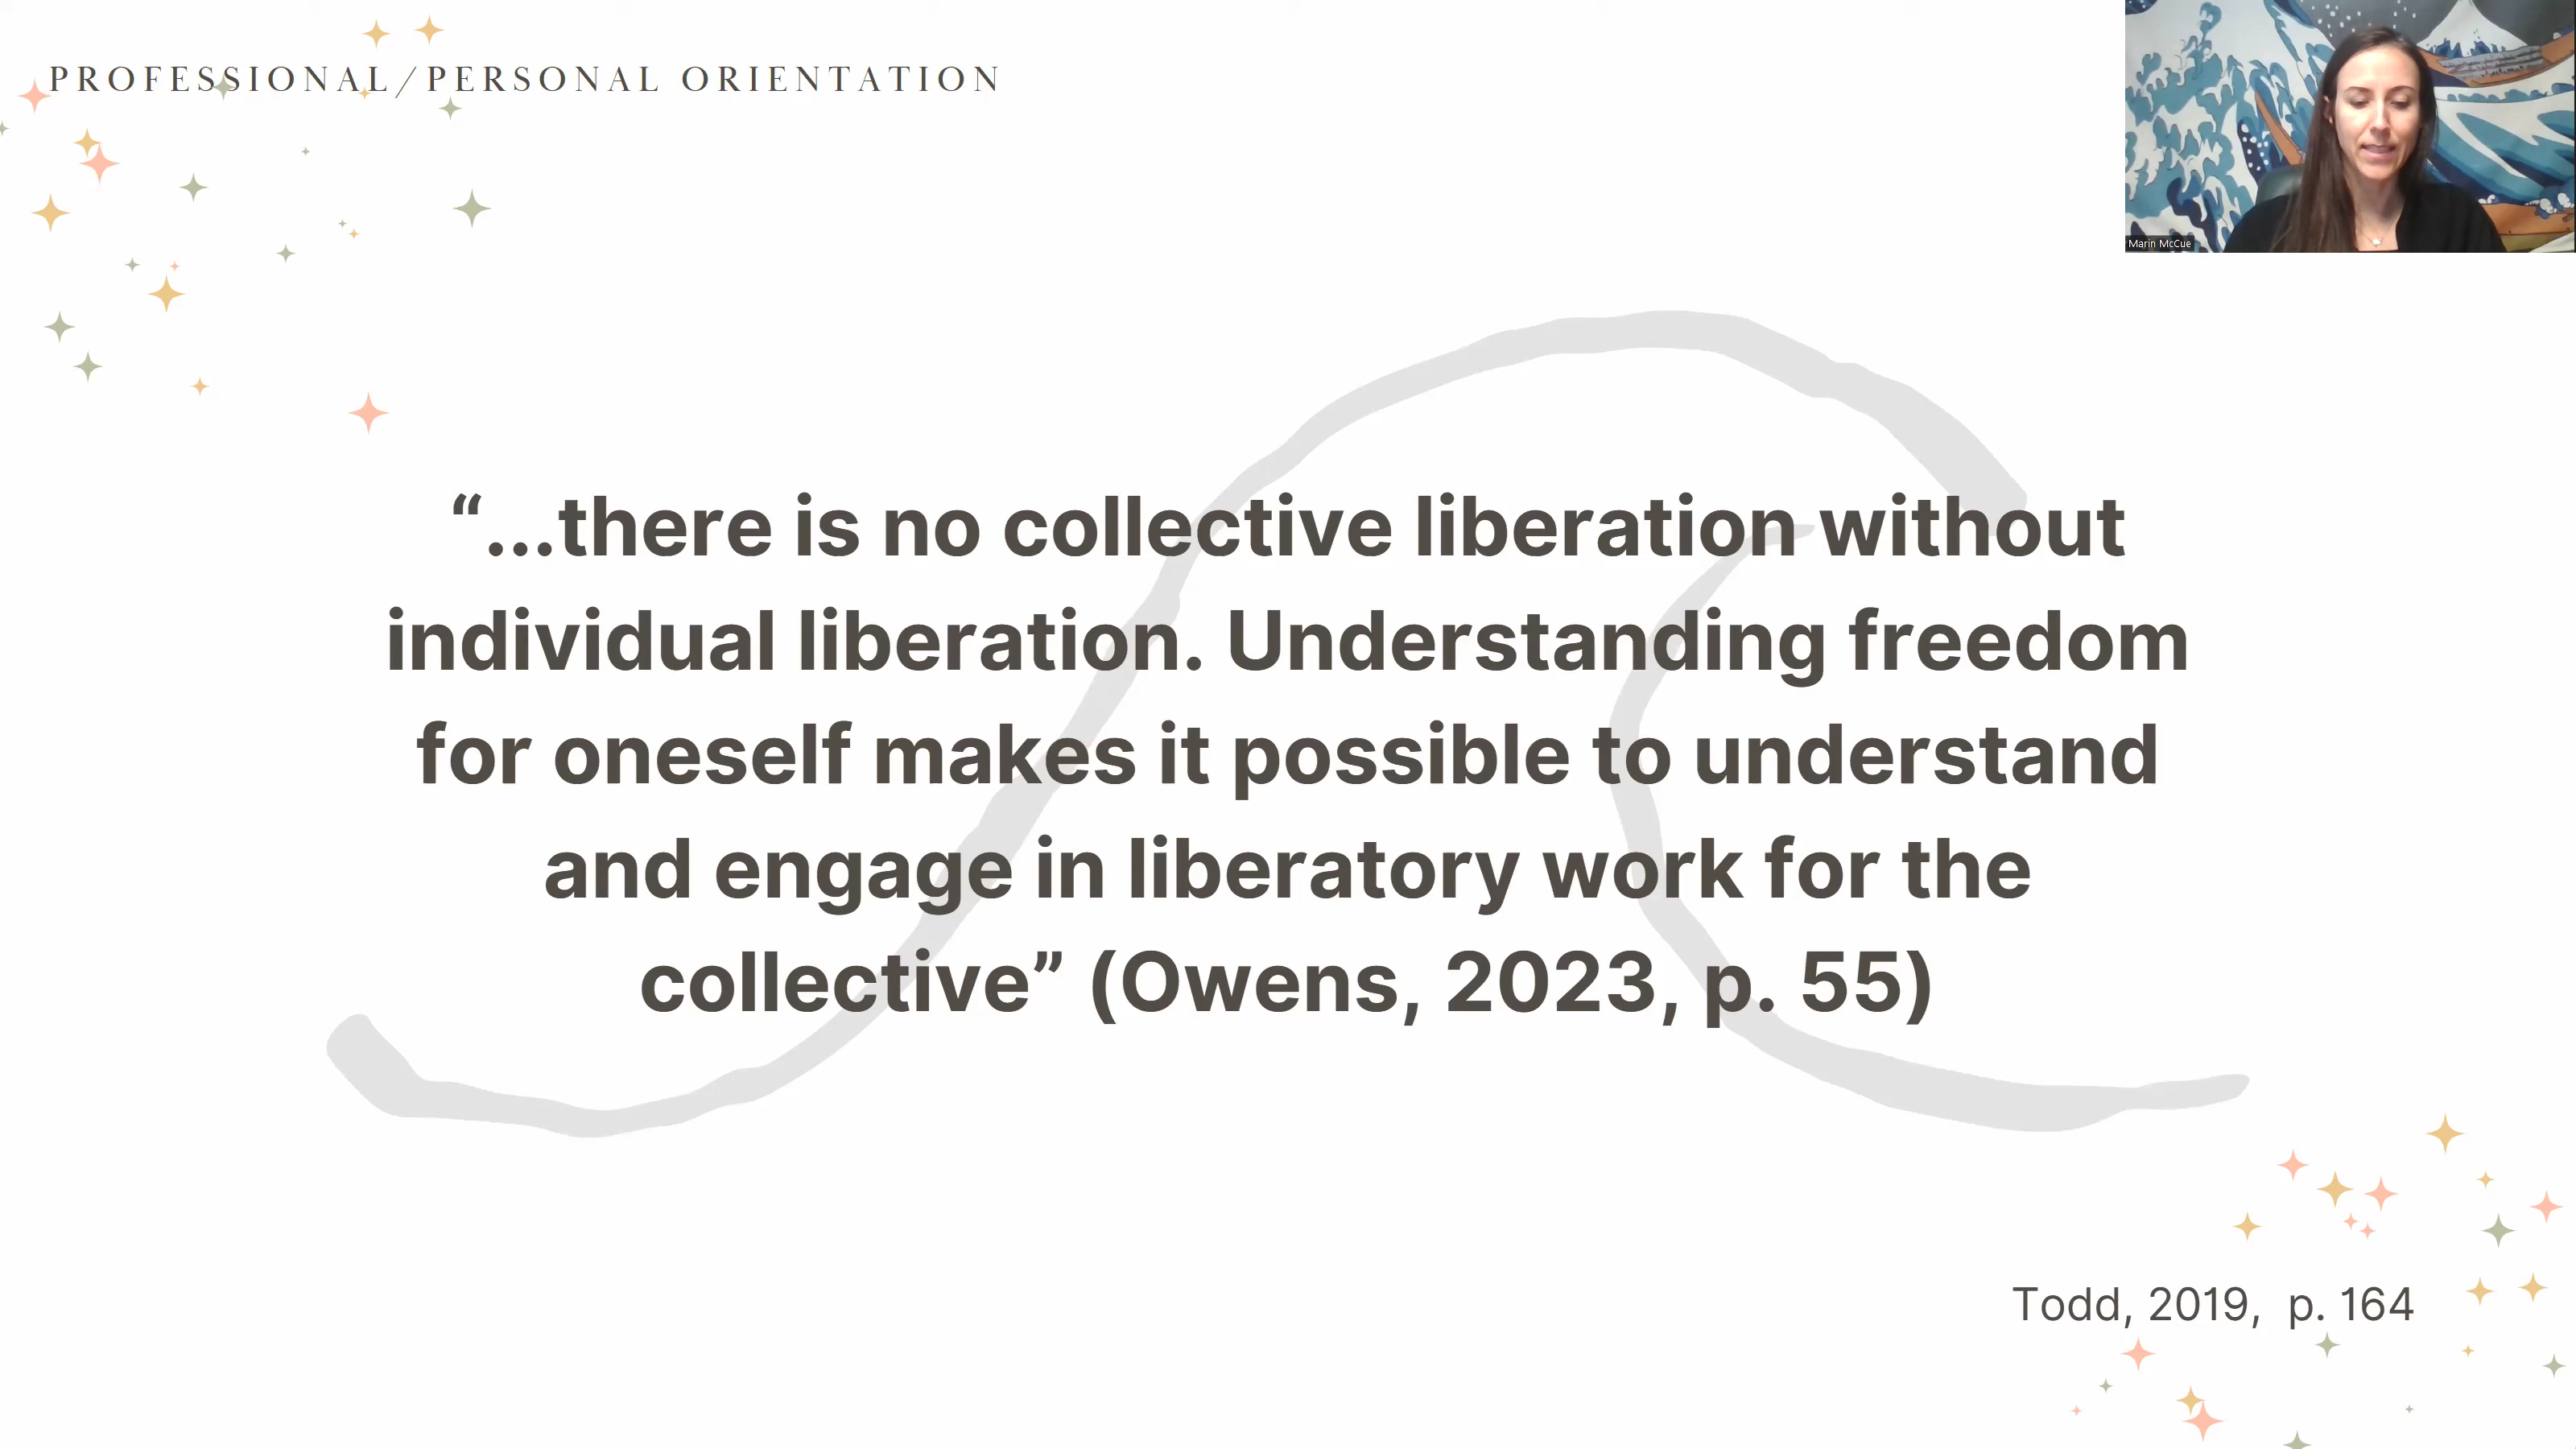 PROFESSIONAL/PERSONAL ORIENTATION
Marin McCue
“...there is no collective liberation without
individual liberation. Understanding freedom
for oneself makes it possible to understand
and engage in liberatory work for the
collective” (Owens, 2023, p. 55)
Todd, 2019, p. 164